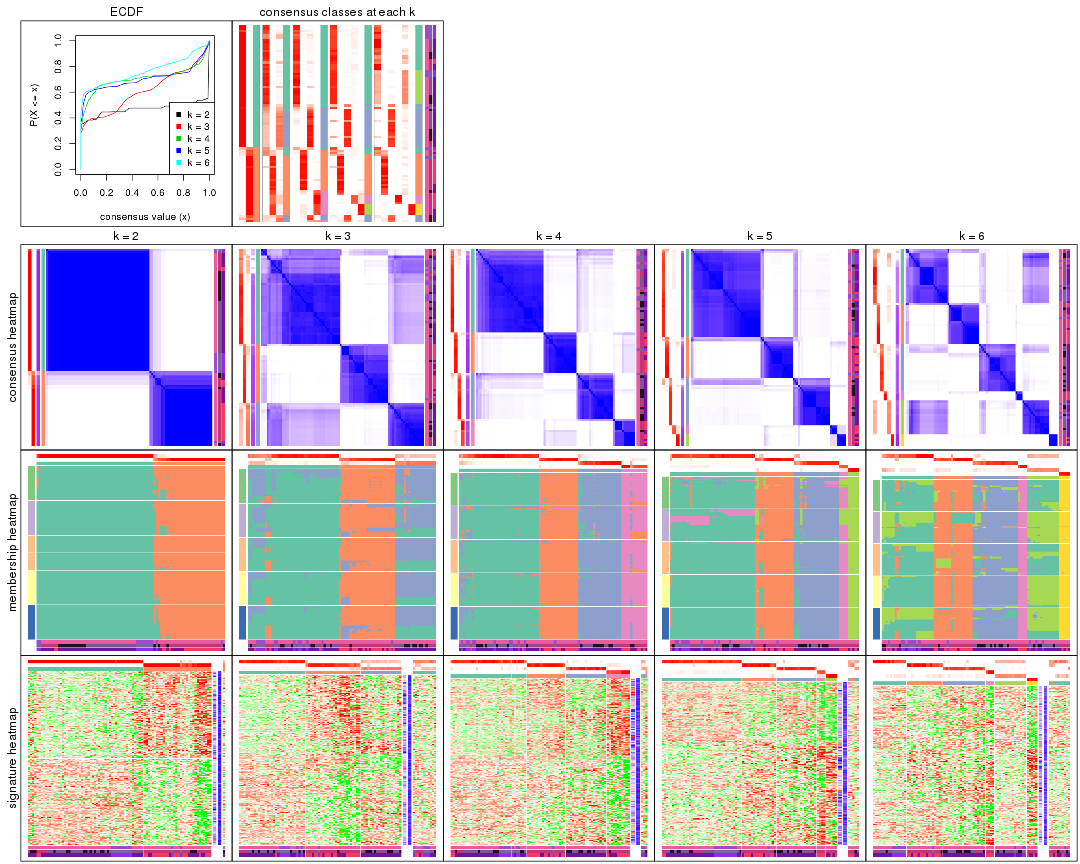 ECDF
consensus classes at each k
P(X <= x)
1.0
0.8
0.6
0.4
0.2
0.0
k = 2
k = 3
k = 4
k = 5
k = 6
0.0 0.2 0.4 0.6 0.8 1.0
consensus value (x)
k = 2
k = 3
k = 4
k = 5
k = 6
consensus heatmap
membership heatmap
signature heatmap